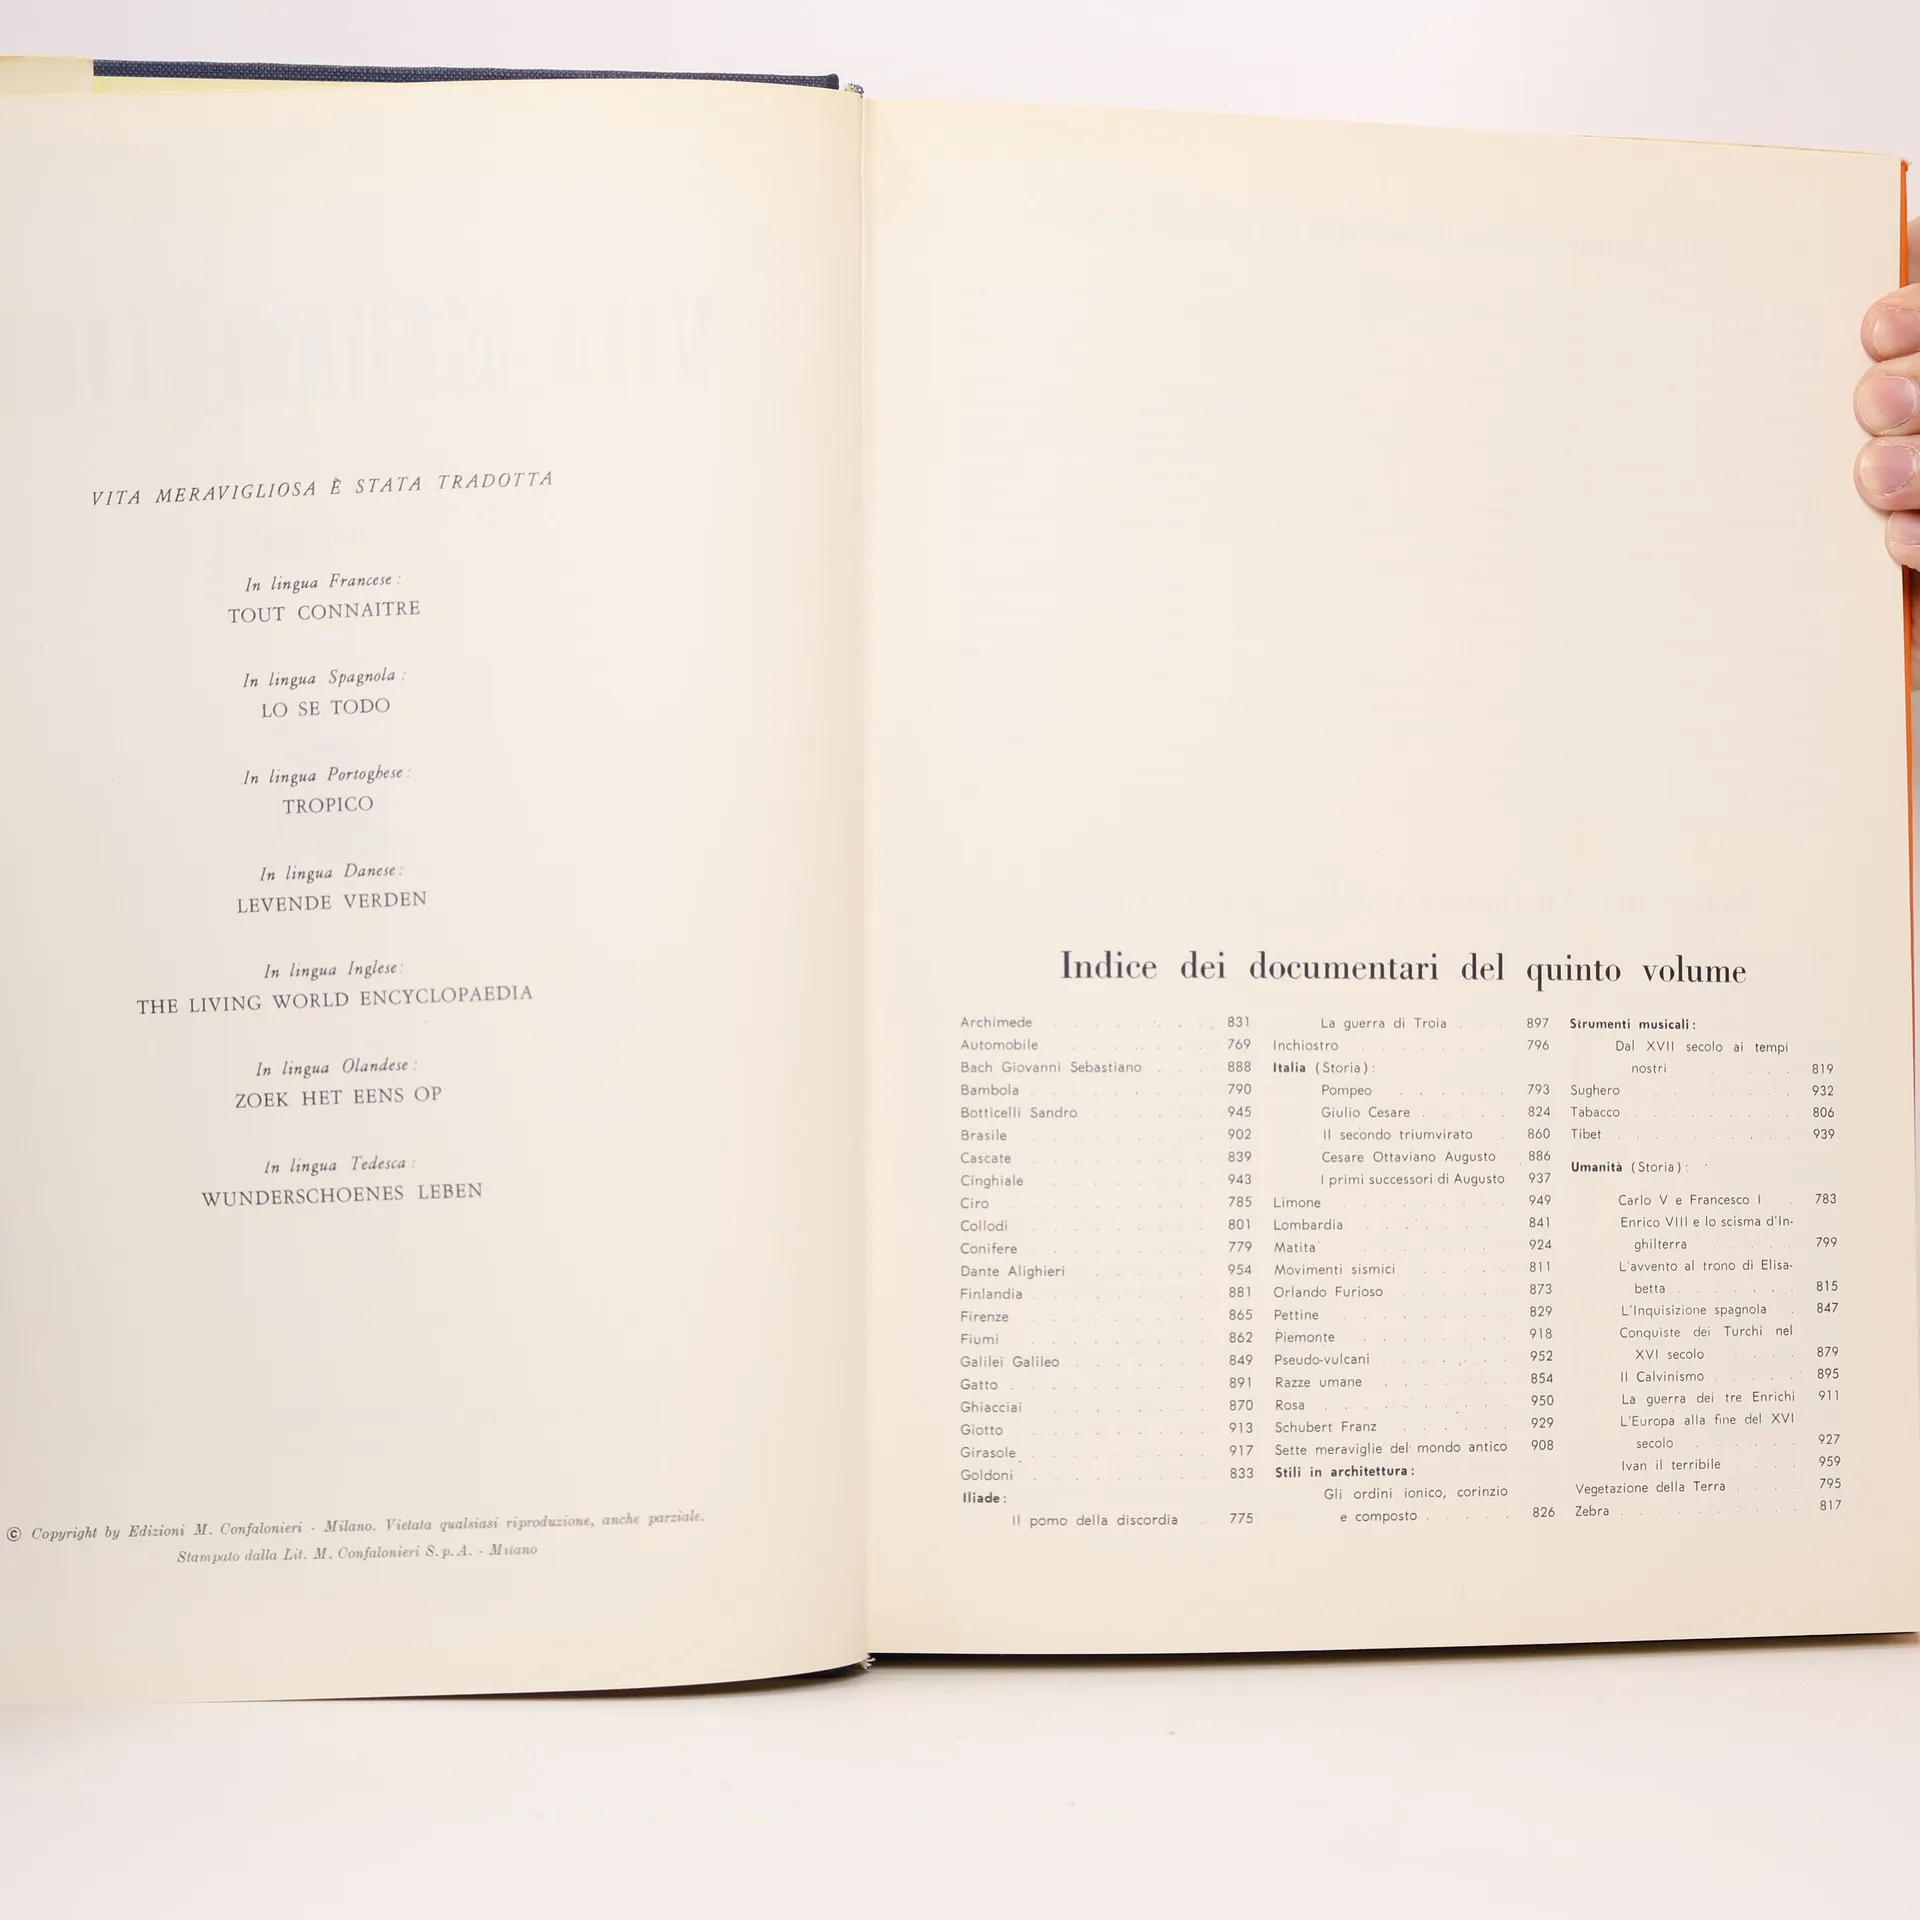 VITA MERAVIGLIOSA È STATA TRADOTTA
In lingua Francese:
TOUT CONNAITRE
In lingua Spagnola:
LO SE TODO
In lingua Portoghese:
TROPICO
In lingua Danese:
LEVENDE VERDEN
In lingua Inglese:
THE LIVING WORLD ENCYCLOPAEDIA
In lingua Olandese:
ZOEK HET EENS OP
In lingua Tedesca:
WUNDERSCHOENES LEBEN
© Copyright by Edizioni M. Confalonieri - Milano. Vietata qualsiasi riproduzione, anche parziale.
Stampato dalla Lit. M. Confalonieri S.p.A. - Milano
Indice dei documentari del quinto volume
Archimede 831
Automobile 769
Bach Giovanni Sebastiano 888
Bambola 790
Botticelli Sandro 945
Brasile 902
Cascate 839
Cinghiale 943
Ciro 785
Collodi 801
Conifere 779
Dante Alighieri 954
Finlandia 881
Firenze 865
Fiumi 862
Galilei Galileo 849
Gatto 891
Ghiacciai 870
Giotto 913
Girasole 917
Goldoni 833
Iliade:
Il pomo della discordia 775
La guerra di Troia 897
Inchiostro 796
Italia (Storia):
Pompeo 793
Giulio Cesare 824
Il secondo triumvirato 860
Cesare Ottaviano Augusto 886
I primi successori di Augusto 937
Limone 949
Lombardia 841
Matita 924
Movimenti sismici 811
Orlando Furioso 873
Pettine 829
Piemonte 918
Pseudo-vulcani 952
Razze umane 854
Rosa 950
Schubert Franz 929
Sette meraviglie del mondo antico 908
Stili in architettura:
Gli ordini ionico, corinzio
e composto 826
Strumenti musicali:
Dal XVII secolo ai tempi
nostri 819
Sughero 932
Tabacco 806
Tibet 939
Umanità (Storia):
Carlo V e Francesco I 783
Enrico VIII e lo scisma d'In-
ghilterra 799
L'avvento al trono di Elisa-
betta 815
L'Inquisizione spagnola 847
Conquiste dei Turchi nel
XVI secolo 879
Il Calvinismo 895
La guerra dei tre Enrichi 911
L'Europa alla fine del XVI
secolo 927
Ivan il terribile 959
Vegetazione della Terra 795
Zebra 817